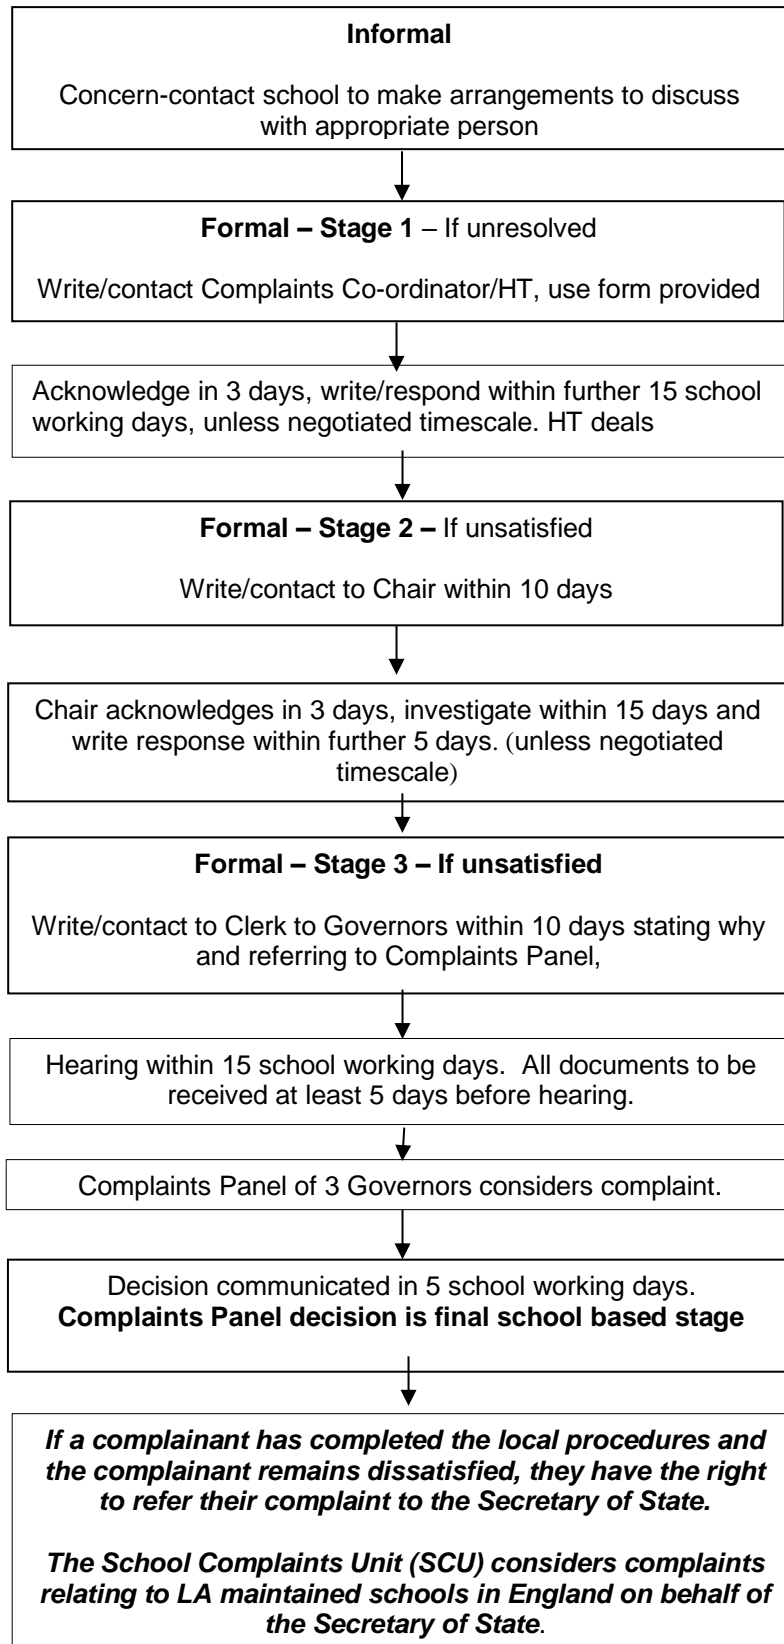 Informal
Concern-contact school to make arrangements to discuss
with appropriate person
Formal – Stage 1 – If unresolved
Write/contact Complaints Co-ordinator/HT, use form provided
Acknowledge in 3 days, write/respond within further 15 school
working days, unless negotiated timescale. HT deals
Formal – Stage 2 – If unsatisfied
Write/contact to Chair within 10 days
Chair acknowledges in 3 days, investigate within 15 days and
write response within further 5 days. (unless negotiated
timescale)
Formal – Stage 3 – If unsatisfied
Write/contact to Clerk to Governors within 10 days stating why
and referring to Complaints Panel,
Hearing within 15 school working days.  All documents to be
received at least 5 days before hearing.
Complaints Panel of 3 Governors considers complaint.
Decision communicated in 5 school working days.
Complaints Panel decision is final school based stage
If a complainant has completed the local procedures and
the complainant remains dissatisfied, they have the right
to refer their complaint to the Secretary of State.
The School Complaints Unit (SCU) considers complaints
relating to LA maintained schools in England on behalf of
the Secretary of State.